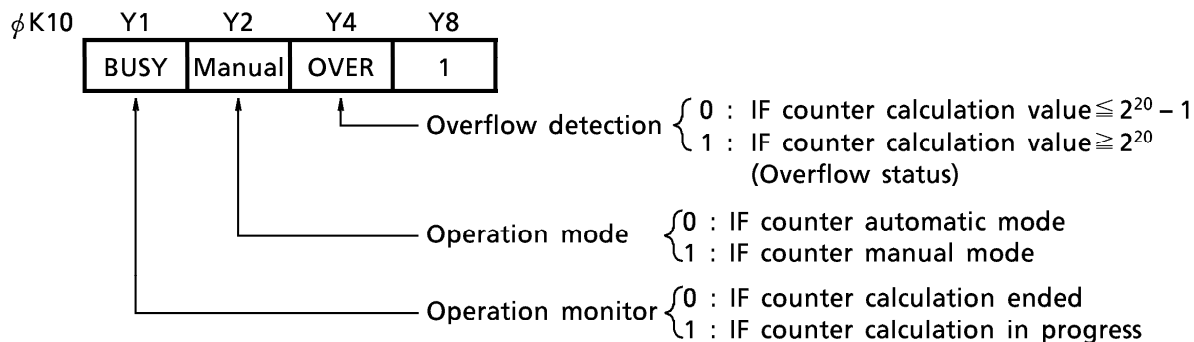 ϕK10 Y1 Y2 Y4 Y8
BUSY Manual OVER 1
Overflow detection { 0 : IF counter calculation value≦2²⁰ – 1
1 : IF counter calculation value≧2²⁰
(Overflow status)
Operation mode { 0 : IF counter automatic mode
1 : IF counter manual mode
Operation monitor { 0 : IF counter calculation ended
1 : IF counter calculation in progress